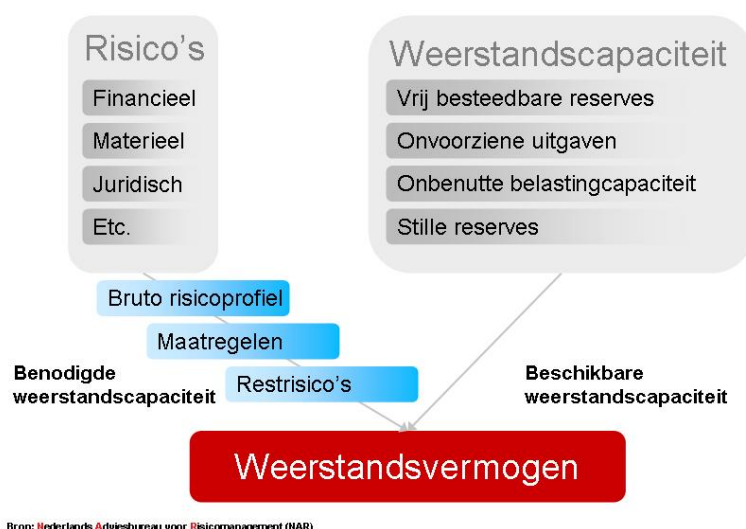 Risico's
Financieel
Materieel
Juridisch
Etc.
Weerstandscapaciteit
Vrij besteedbare reserves
Onvoorziene uitgaven
Onbenutte belastingcapaciteit
Stille reserves
Bruto risicoprofiel
Maatregelen
Restrisico's
Benodigde
weerstandscapaciteit
Beschikbare
weerstandscapaciteit
Weerstandsvermogen
Bron: Nederlands Adviesbureau voor Risicomanagement (NAR)